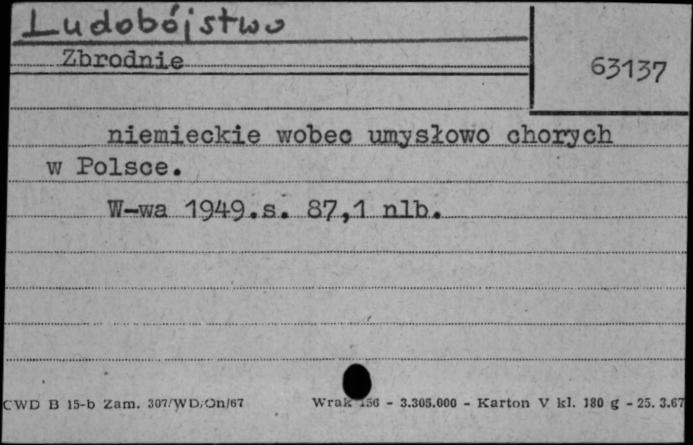 Ludobójstwo
Zbrodnie
63137
niemieckie wobec umysłowo chorych
w Polsce.
W-wa 1949.s. 87,1 nlb.
CWD B 15-b Zam. 307/WD/On/67 Wrak 156 - 3.305.000 - Karton V kl. 180 g - 25. 3.67